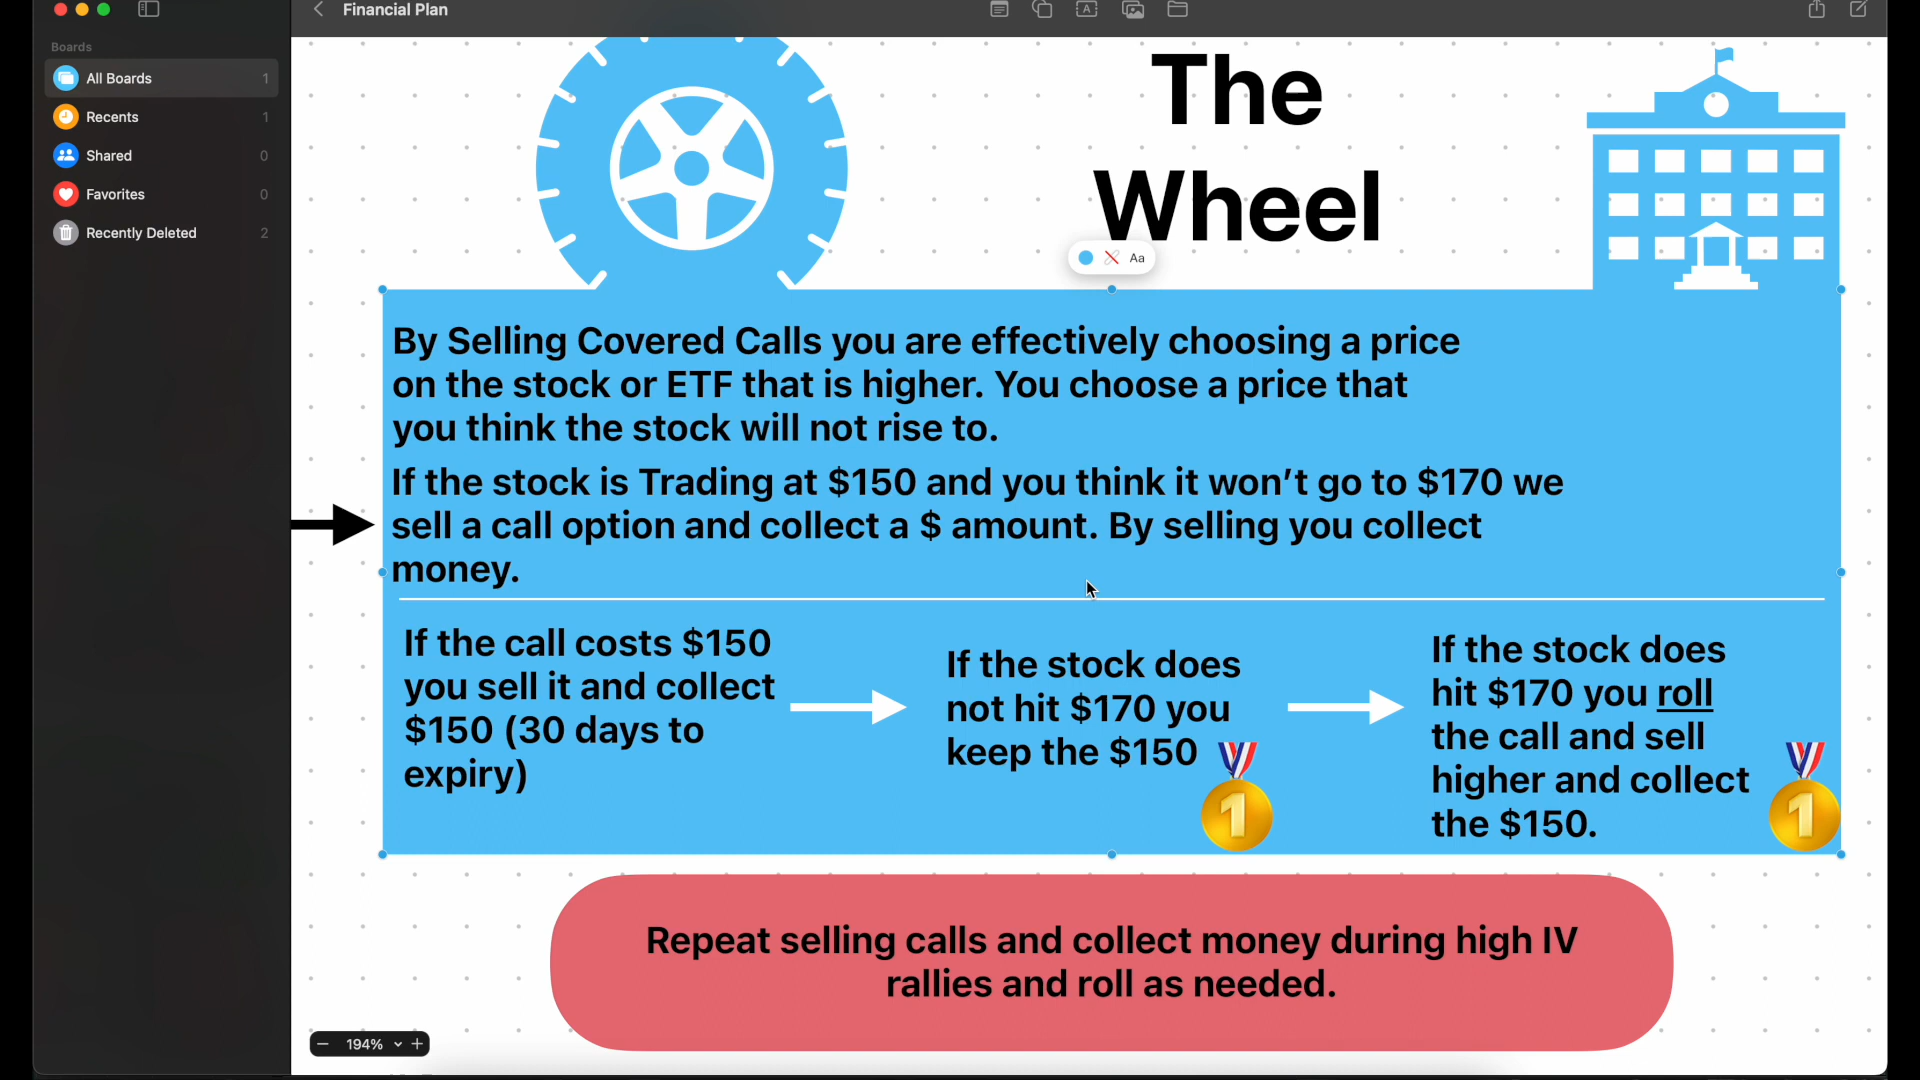 Financial Plan
Boards
All Boards 1
Recents 1
Shared 0
Favorites 0
Recently Deleted 2
The
Wheel
Aa
By Selling Covered Calls you are effectively choosing a price
on the stock or ETF that is higher. You choose a price that
you think the stock will not rise to.
If the stock is Trading at $150 and you think it won’t go to $170 we
sell a call option and collect a $ amount. By selling you collect
money.
If the call costs $150
you sell it and collect
$150 (30 days to
expiry)
If the stock does
not hit $170 you
keep the $150
1
If the stock does
hit $170 you roll
the call and sell
higher and collect
the $150.
1
Repeat selling calls and collect money during high IV
rallies and roll as needed.
194%